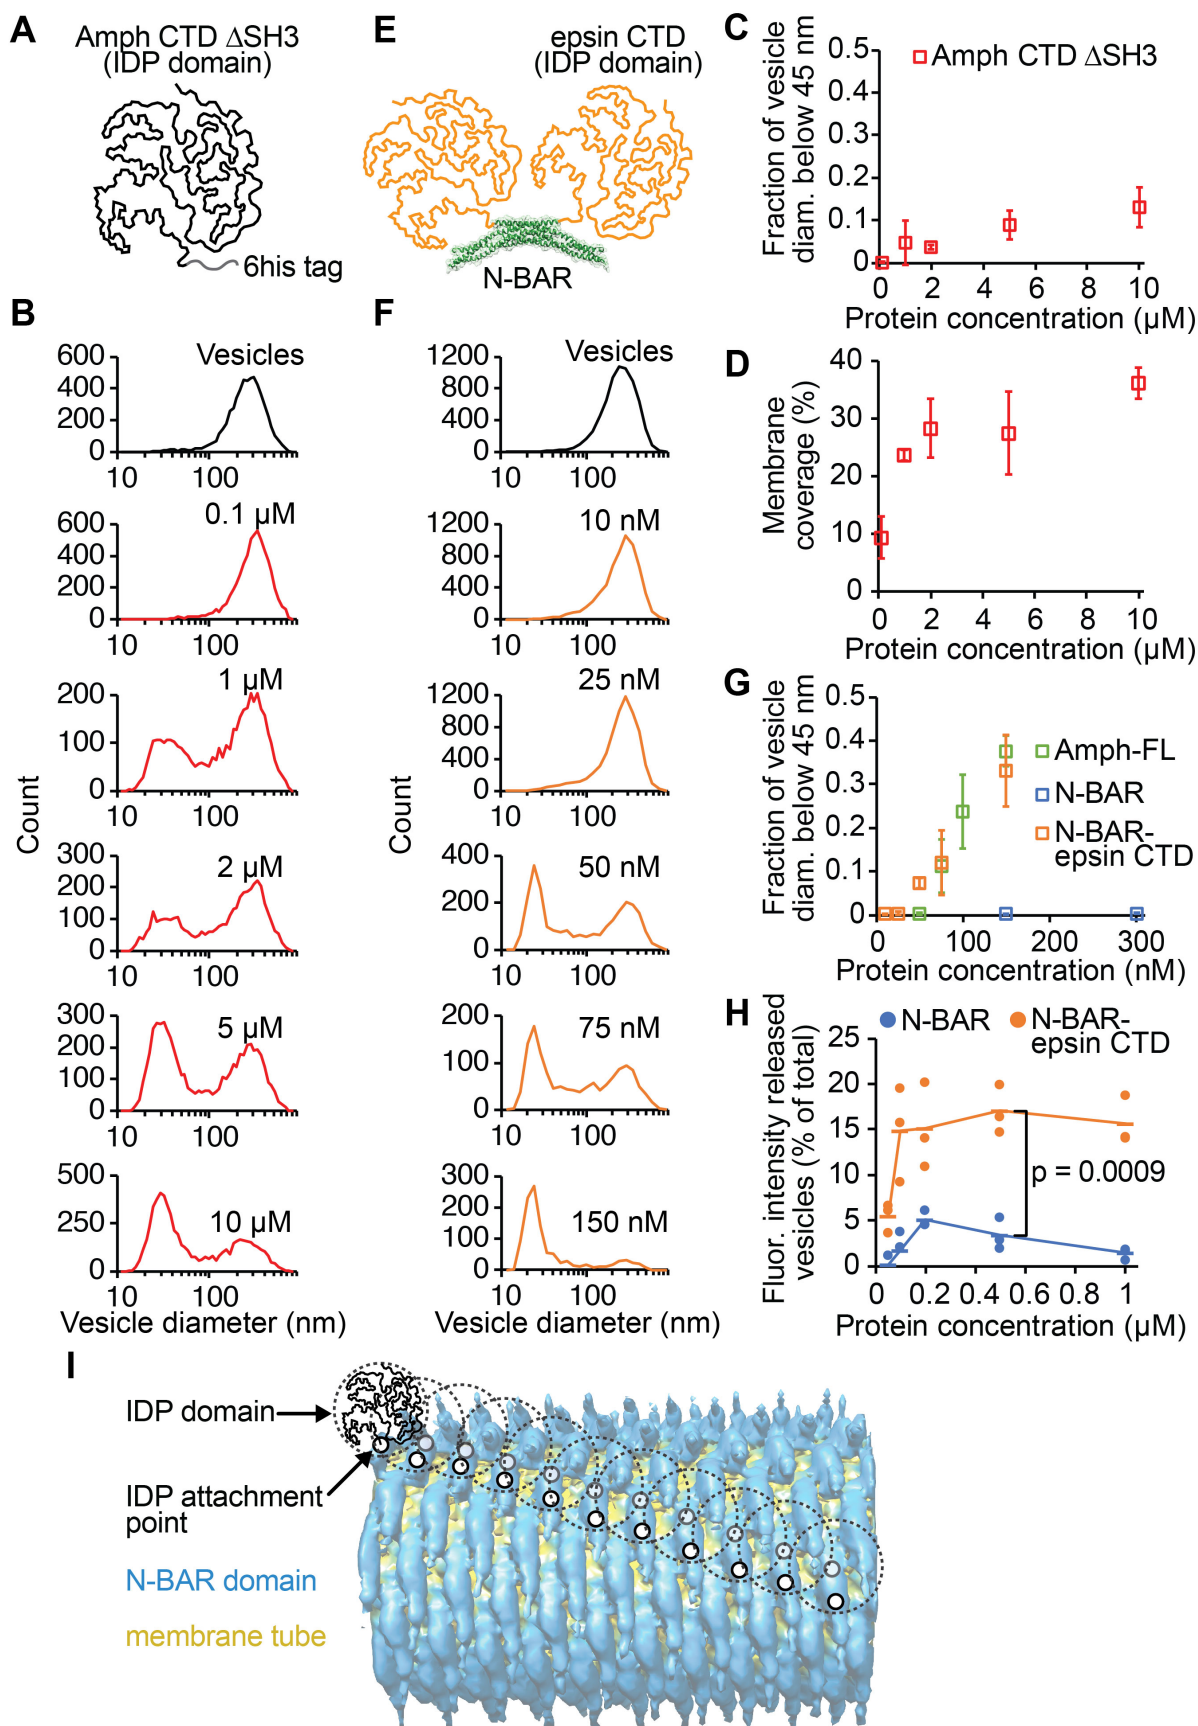 A
Amph CTD ΔSH3
(IDP domain)
6his tag
E
epsin CTD
(IDP domain)
N-BAR
C
Fraction of vesicle
diam. below 45 nm
0.5
0.4
0.3
0.2
0.1
0
Amph CTD ΔSH3
0 2 4 6 8 10
Protein concentration (µM)
B
Count
Vesicles
600
400
200
0
10 100
0.1 µM
600
400
200
0
10 100
1 µM
200
100
0
10 100
2 µM
300
200
100
0
10 100
5 µM
300
200
100
0
10 100
10 µM
500
250
0
10 100
Vesicle diameter (nm)
F
Count
Vesicles
1200
800
400
0
10 100
10 nM
1200
800
400
0
10 100
25 nM
1200
800
400
0
10 100
50 nM
400
200
0
10 100
75 nM
200
100
0
10 100
150 nM
300
200
100
0
10 100
Vesicle diameter (nm)
D
Membrane
coverage (%)
40
30
20
10
0
0 2 4 6 8 10
Protein concentration (µM)
G
Fraction of vesicle
diam. below 45 nm
0.5
0.4
0.3
0.2
0.1
0
Amph-FL
N-BAR
N-BAR-
epsin CTD
0 100 200 300
Protein concentration (nM)
H
Fluor. intensity released
vesicles (% of total)
N-BAR
N-BAR-
epsin CTD
25
20
15
10
5
0
p = 0.0009
0 0.2 0.4 0.6 0.8 1
Protein concentration (µM)
I
IDP domain
IDP attachment
point
N-BAR domain
membrane tube